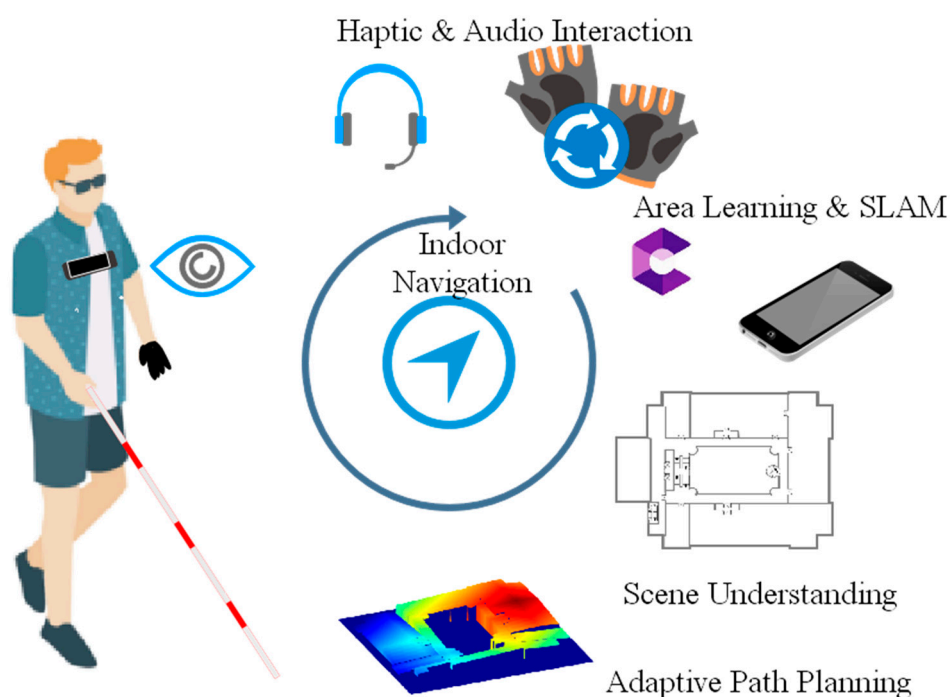 Haptic & Audio Interaction
Area Learning & SLAM
Indoor
Navigation
Scene Understanding
Adaptive Path Planning